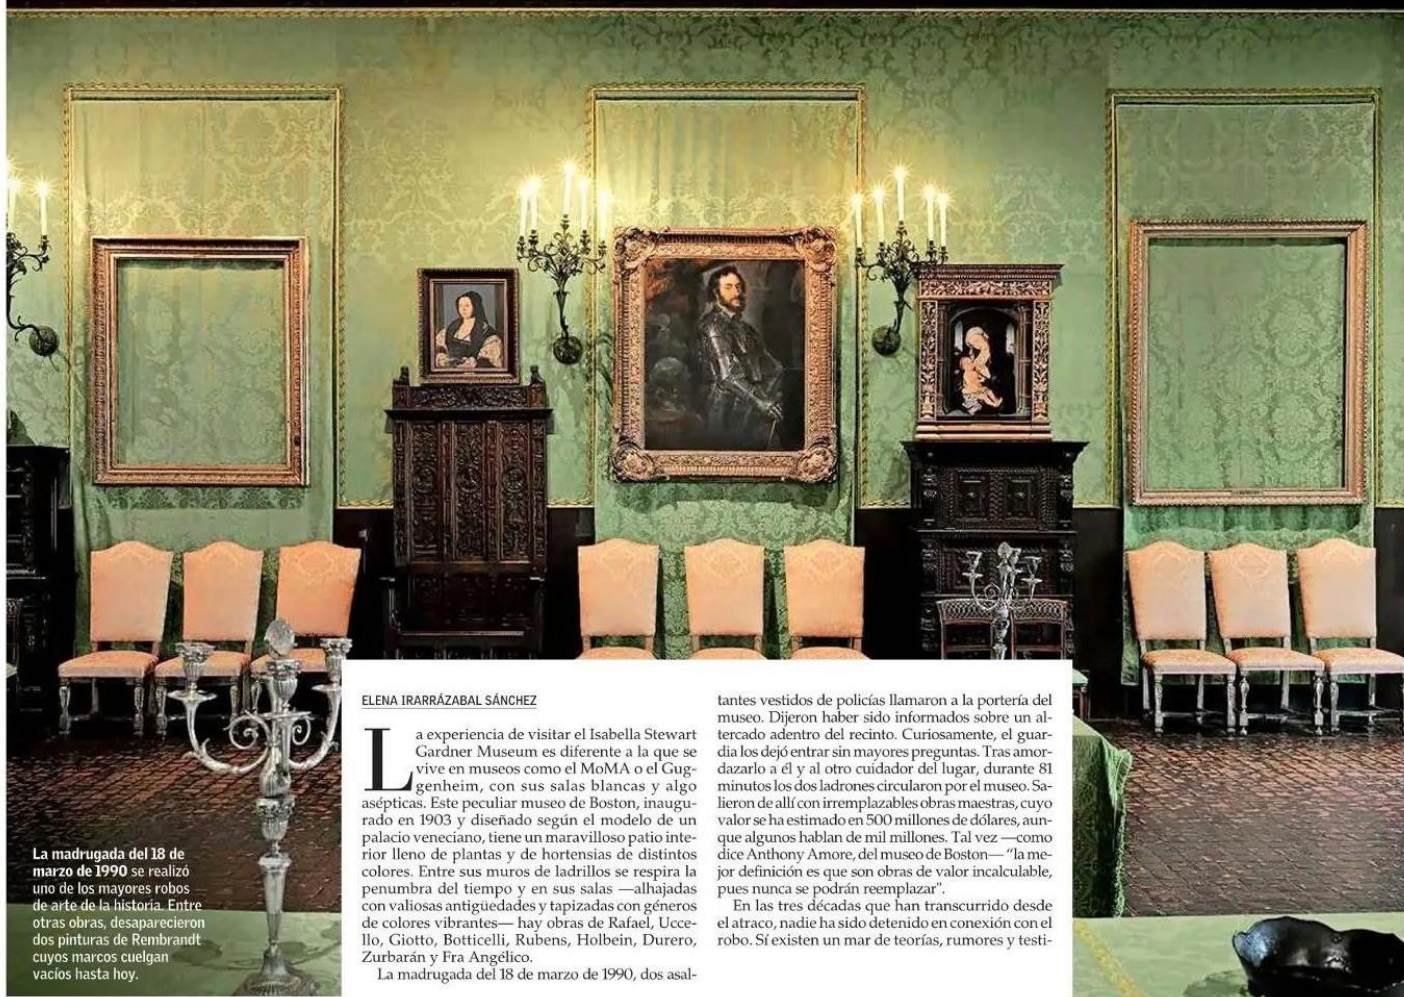 La madrugada del 18 de
marzo de 1990 se realizó
uno de los mayores robos
de arte de la historia. Entre
otras obras, desaparecieron
dos pinturas de Rembrandt
cuyos marcos cuelgan
vacíos hasta hoy.
ELENA IRARRÁZABAL SÁNCHEZ
La experiencia de visitar el Isabella Stewart
Gardner Museum es diferente a la que se
vive en museos como el MoMA o el Gug-
genheim, con sus salas blancas y algo
asépticas. Este peculiar museo de Boston, inaugu-
rado en 1903 y diseñado según el modelo de un
palacio veneciano, tiene un maravilloso patio inte-
rior lleno de plantas y de hortensias de distintos
colores. Entre sus muros de ladrillos se respira la
penumbra del tiempo y en sus salas —alhajadas
con valiosas antigüedades y tapizadas con géneros
de colores vibrantes— hay obras de Rafael, Ucce-
llo, Giotto, Botticelli, Rubens, Holbein, Durero,
Zurbarán y Fra Angélico.
La madrugada del 18 de marzo de 1990, dos asal-
tantes vestidos de policías llamaron a la portería del
museo. Dijeron haber sido informados sobre un al-
tercado adentro del recinto. Curiosamente, el guar-
dia los dejó entrar sin mayores preguntas. Tras amor-
dazarlo a él y al otro cuidador del lugar, durante 81
minutos los dos ladrones circularon por el museo. Sa-
lieron de allí con irremplazables obras maestras, cuyo
valor se ha estimado en 500 millones de dólares, aun-
que algunos hablan de mil millones. Tal vez —como
dice Anthony Amore, del museo de Boston— “la me-
jor definición es que son obras de valor incalculable,
pues nunca se podrán reemplazar".
En las tres décadas que han transcurrido desde
el atraco, nadie ha sido detenido en conexión con el
robo. Sí existen un mar de teorías, rumores y testi-